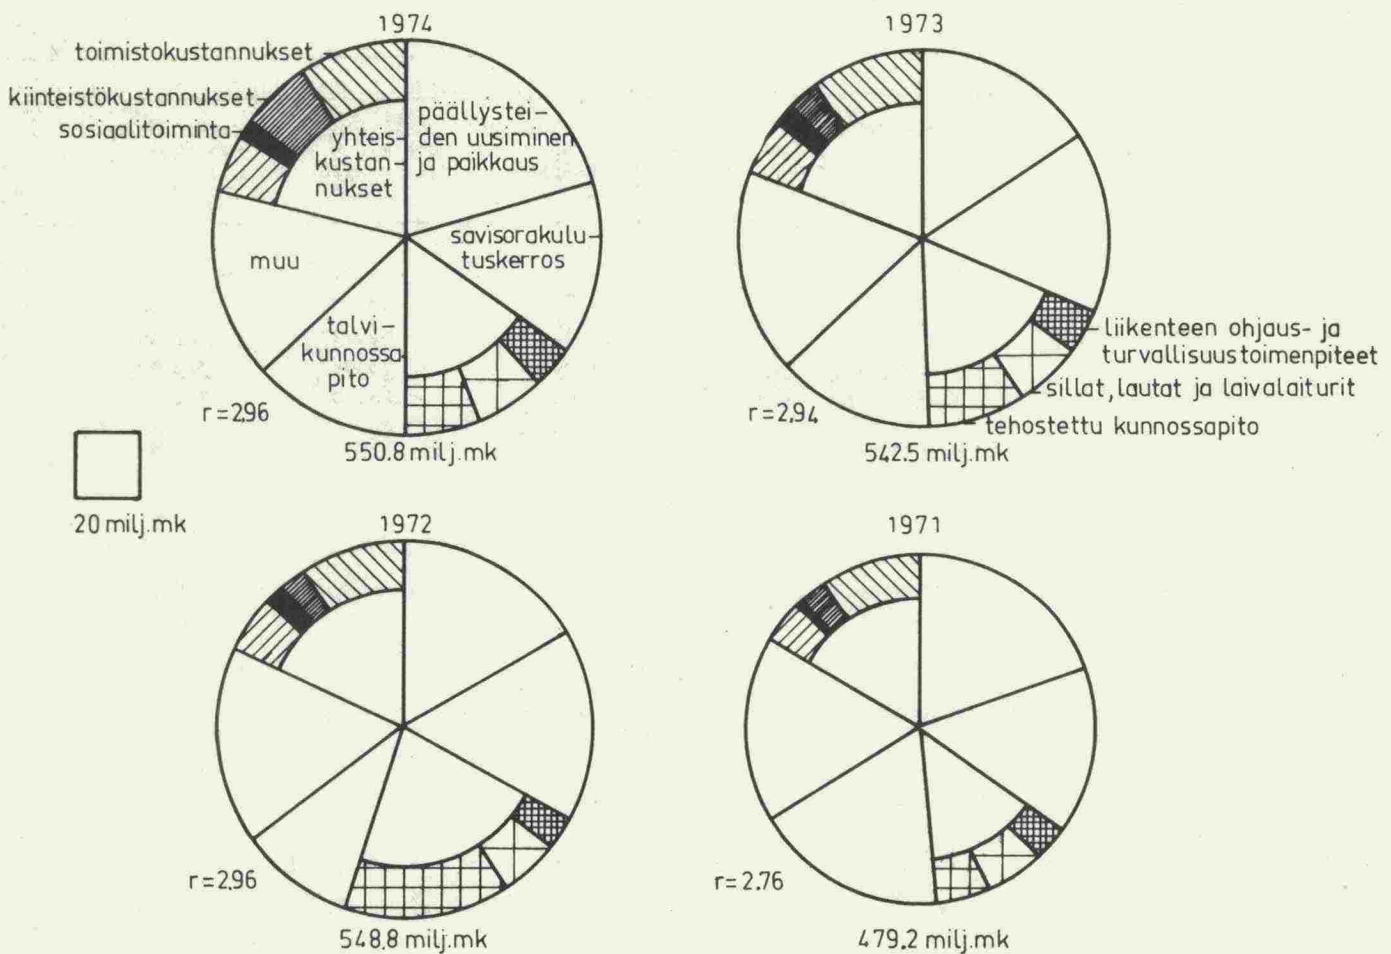 1974
toimistokustannukset
kiinteistökustannukset
sosiaalitoiminta
yhteis-
kustan-
nukset
päällystei-
den uusiminen
ja paikkaus
savisorakulu-
tuskerros
muu
talvi-
kunnossa
pito
r=2.96
550.8 milj.mk
20 milj.mk
1973
liikenteen ohjaus- ja
turvallisuustoimenpiteet
sillat, lautat ja laivalaiturit
tehostettu kunnossapito
r=2.94
542.5 milj.mk
1972
r=2.96
548.8 milj.mk
1971
r=2.76
479.2 milj.mk